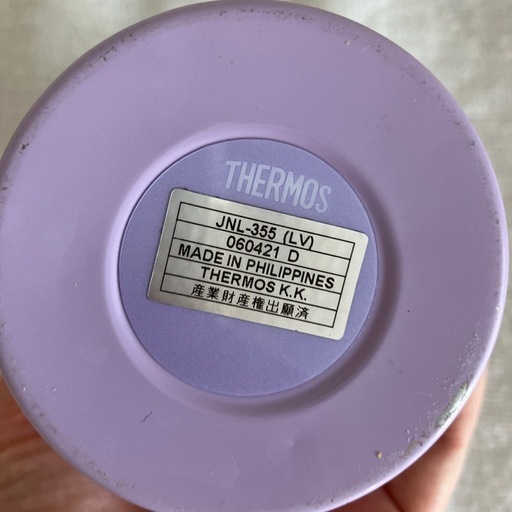 THERMOS
JNL-355 (LV)
060421 D
MADE IN PHILIPPINES
THERMOS K.K.
産業財産権出願済